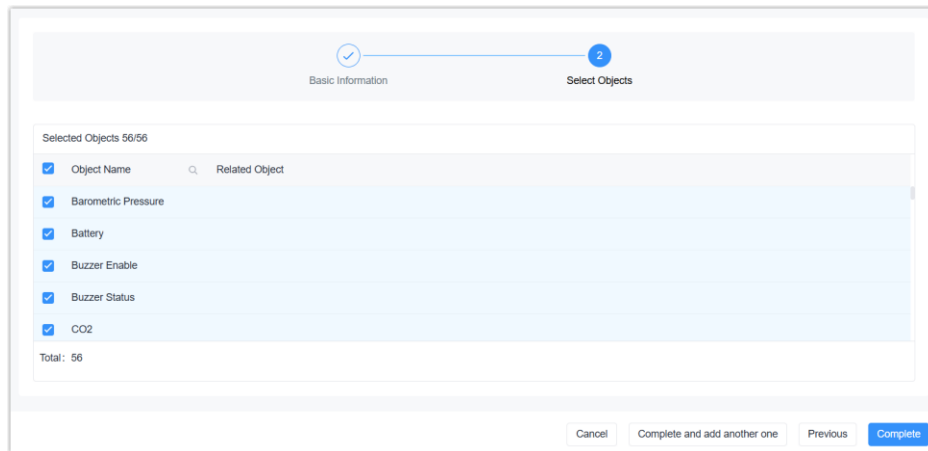 2
Basic Information
Select Objects
Selected Objects 56/56
Object Name Related Object
Barometric Pressure
Battery
Buzzer Enable
Buzzer Status
CO2
Total: 56
Cancel Complete and add another one Previous Complete